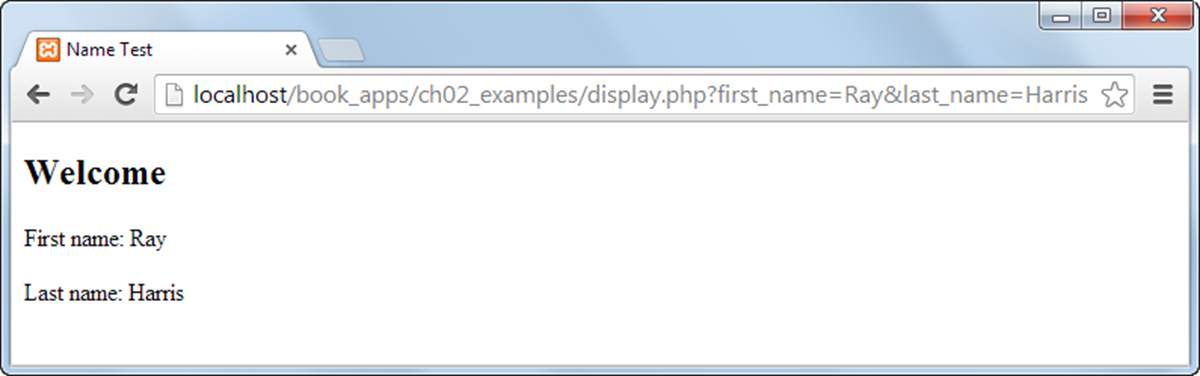 Name Test
localhost/book_apps/ch02_examples/display.php?first_name=Ray&last_name=Harris
Welcome
First name: Ray
Last name: Harris